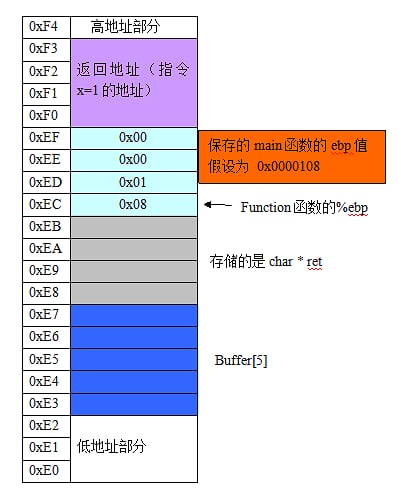 0xF4 高地址部分
0xF3
0xF2 返回地址（指令
0xF1 x=1 的地址）
0xF0
0xEF 0x00 保存的 main 函数的 ebp 值
0xEE 0x00 假设为 0x0000108
0xED 0x01
0xEC 0x08 Function 函数的%ebp
0xEB
0xEA 存储的是 char * ret
0xE9
0xE8
0xE7
0xE6
0xE5 Buffer[5]
0xE4
0xE3
0xE2
0xE1 低地址部分
0xE0